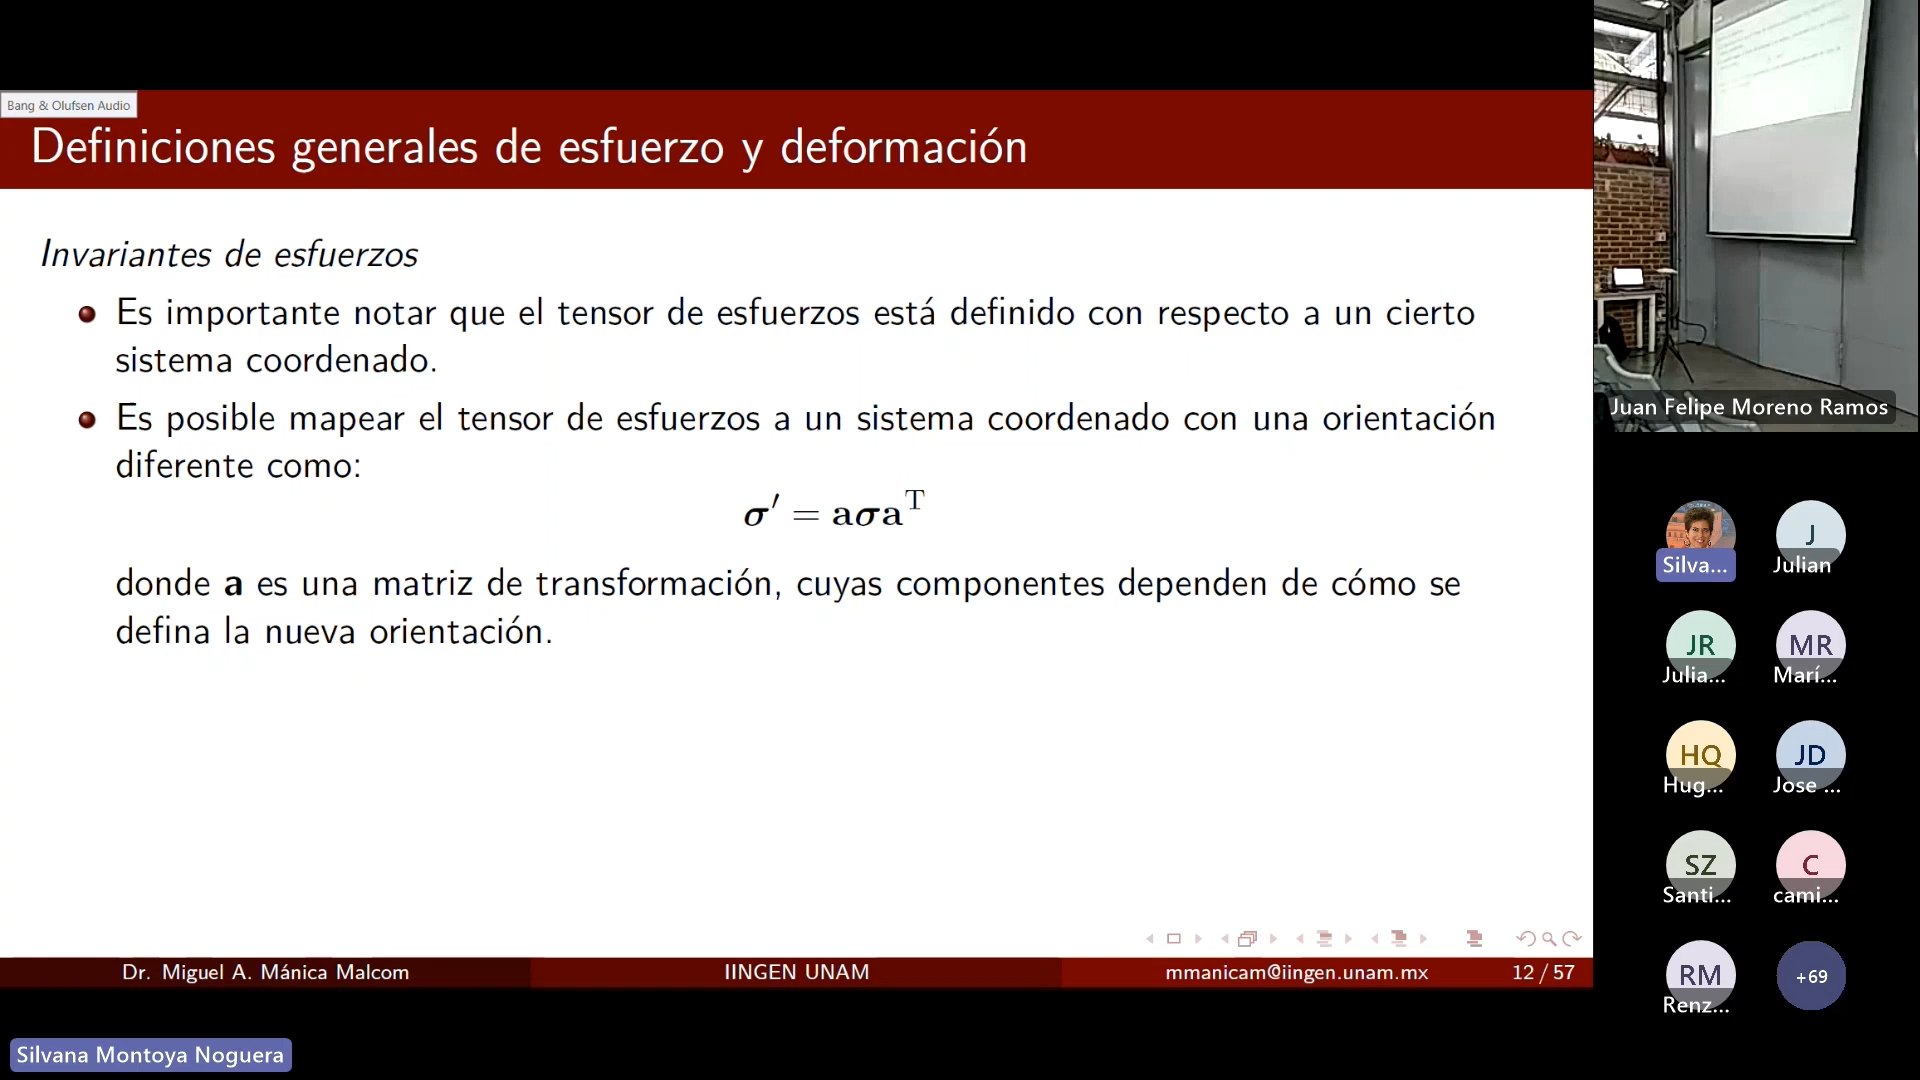 Bang & Olufsen Audio
Definiciones generales de esfuerzo y deformación
Invariantes de esfuerzos
Es importante notar que el tensor de esfuerzos está definido con respecto a un cierto
sistema coordenado.
Es posible mapear el tensor de esfuerzos a un sistema coordenado con una orientación
diferente como:
σ′ = aσaᵀ
donde a es una matriz de transformación, cuyas componentes dependen de cómo se
defina la nueva orientación.
Dr. Miguel A. Mánica Malcom IINGEN UNAM mmanicam@iingen.unam.mx 12 / 57
Silvana Montoya Noguera
Juan Felipe Moreno Ramos
J
Silva... Julian
JR MR
Julia... Marí...
HQ JD
Hug... Jose ...
SZ C
Santi... cami...
RM +69
Renz...